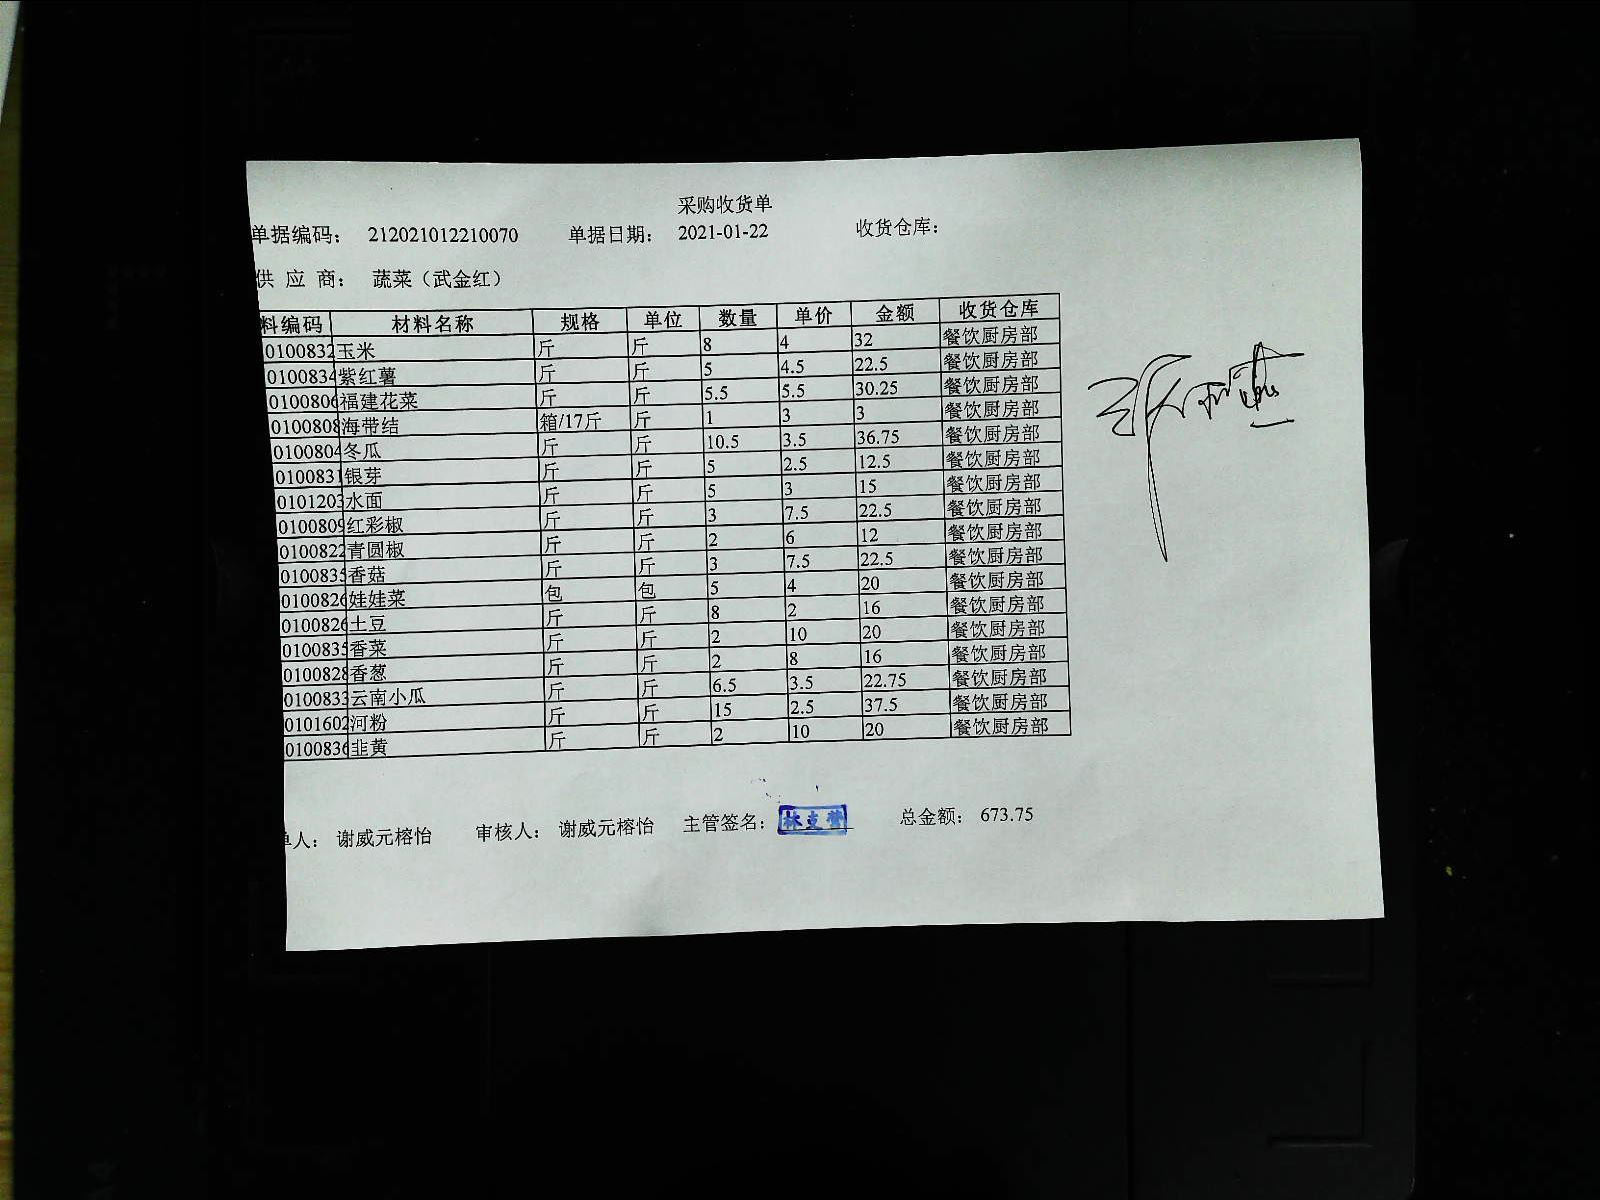 采购收货单
单据编码： 212021012210070 单据日期： 2021-01-22 收货仓库：
供 应 商： 蔬菜（武金红）
料编码 材料名称 规格 单位 数量 单价 金额 收货仓库
0100832 玉米 斤 斤 8 4 32 餐饮厨房部
0100834 紫红薯 斤 斤 5 4.5 22.5 餐饮厨房部
0100806 福建花菜 斤 斤 5.5 5.5 30.25 餐饮厨房部
0100808 海带结 箱/17斤 斤 1 3 3 餐饮厨房部
0100804 冬瓜 斤 斤 10.5 3.5 36.75 餐饮厨房部
0100831 银芽 斤 斤 5 2.5 12.5 餐饮厨房部
0101203 水面 斤 斤 5 3 15 餐饮厨房部
0100809 红彩椒 斤 斤 3 7.5 22.5 餐饮厨房部
0100822 青圆椒 斤 斤 2 6 12 餐饮厨房部
010083 香菇 斤 斤 3 7.5 22.5 餐饮厨房部
0100826 娃娃菜 包 包 5 4 20 餐饮厨房部
0100826 土豆 斤 斤 8 2 16 餐饮厨房部
010083 香菜 斤 斤 2 10 20 餐饮厨房部
0100828 香葱 斤 斤 2 8 16 餐饮厨房部
0100833 云南小瓜 斤 斤 6.5 3.5 22.75 餐饮厨房部
0101602 河粉 斤 斤 15 2.5 37.5 餐饮厨房部
0100836 韭黄 斤 斤 2 10 20 餐饮厨房部
单人： 谢威元榕怡 审核人： 谢威元榕怡 主管签名： 总金额： 673.75